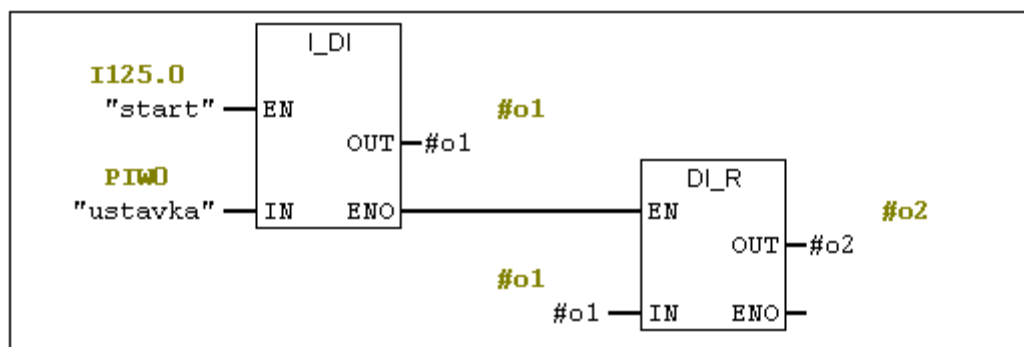 I_DI
I125.0
"start"
EN
#o1
OUT
#o1
PIW0
"ustavka"
IN
ENO
DI_R
EN
#o2
OUT
#o2
#o1
#o1
IN
ENO